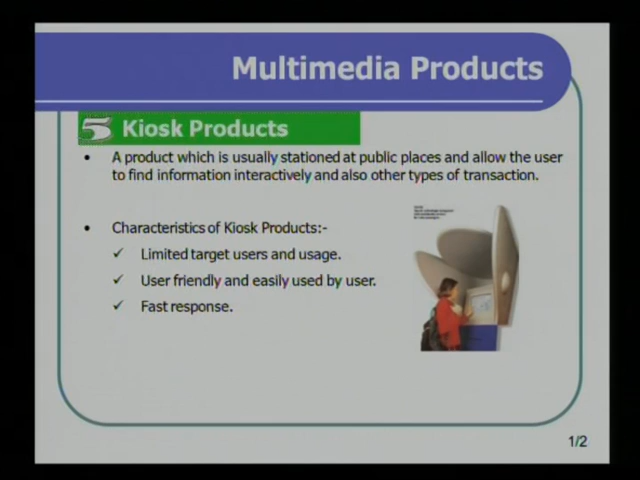 Multimedia Products
5 Kiosk Products
• A product which is usually stationed at public places and allow the user
to find information interactively and also other types of transaction.
• Characteristics of Kiosk Products:-
✓ Limited target users and usage.
✓ User friendly and easily used by user.
✓ Fast response.
1/2